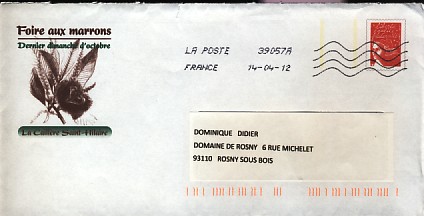 Foire aux marrons
Dernier dimanche d'octobre
LA POSTE 39057A
FRANCE 14-04-12
La Caillère Saint-Hilaire
DOMINIQUE DIDIER
DOMAINE DE ROSNY 6 RUE MICHELET
93110 ROSNY SOUS BOIS